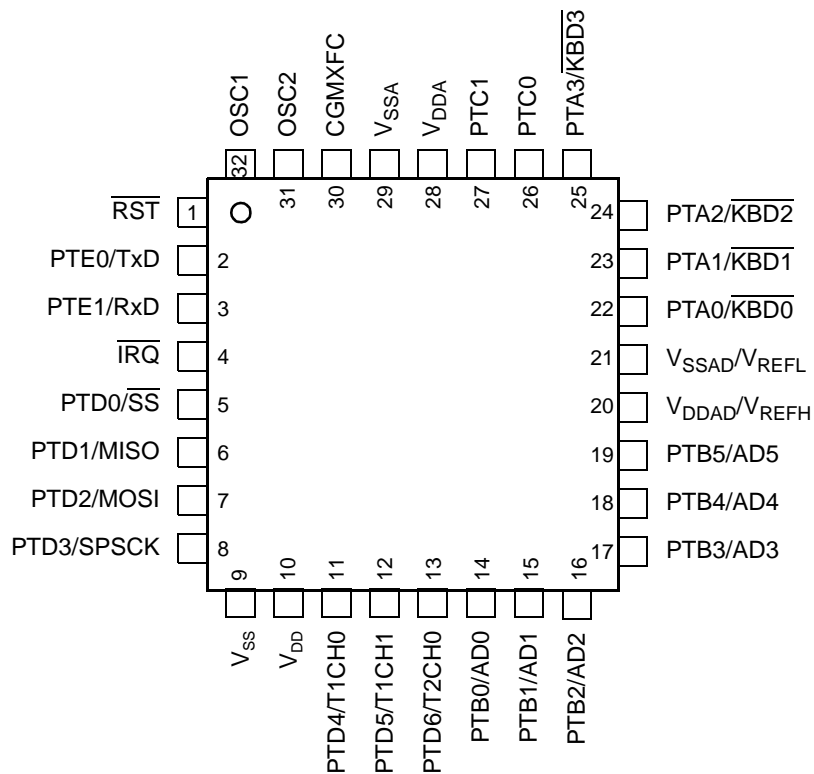 OSC1
OSC2
CGMXFC
VSSA
VDDA
PTC1
PTC0
PTA3/KBD3
32
31
30
29
28
27
26
25
RST 1
PTE0/TxD 2
PTE1/RxD 3
IRQ 4
PTD0/SS 5
PTD1/MISO 6
PTD2/MOSI 7
PTD3/SPSCK 8
24 PTA2/KBD2
23 PTA1/KBD1
22 PTA0/KBD0
21 VSSAD/VREFL
20 VDDAD/VREFH
19 PTB5/AD5
18 PTB4/AD4
17 PTB3/AD3
9
10
11
12
13
14
15
16
VSS
VDD
PTD4/T1CH0
PTD5/T1CH1
PTD6/T2CH0
PTB0/AD0
PTB1/AD1
PTB2/AD2